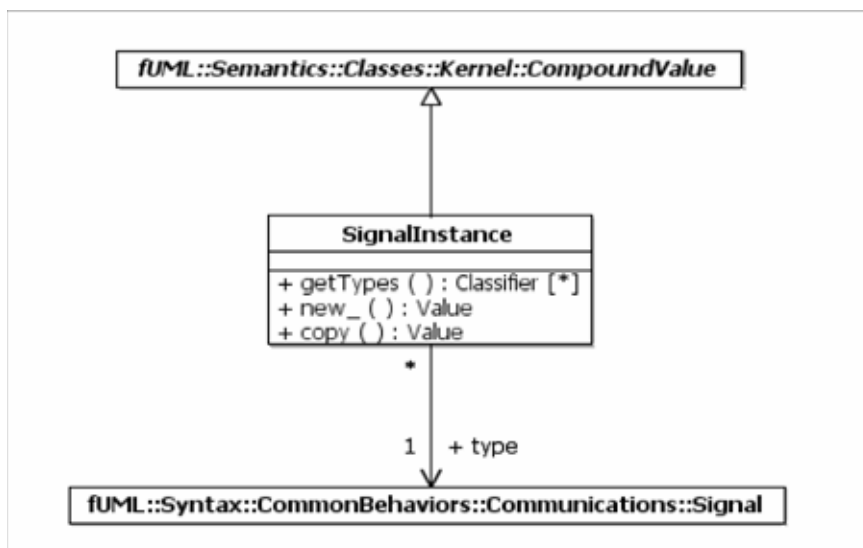 fUML::Semantics::Classes::Kernel::CompoundValue
SignalInstance
+ getTypes ( ) : Classifier [*]
+ new_ ( ) : Value
+ copy ( ) : Value
*
1 + type
fUML::Syntax::CommonBehaviors::Communications::Signal